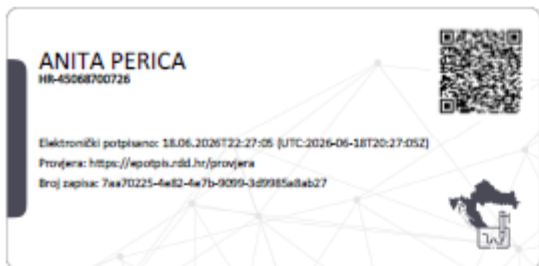 ANITA PERICA
HR-45068700726
Elektronički potpisano: 18.06.2026T22:27:05 (UTC:2026-06-18T20:27:05Z)
Provjera: https://epotpis.rdd.hr/provjera
Broj zapisa: 7aa70225-4e82-4e7b-9099-3d9985a8ab27